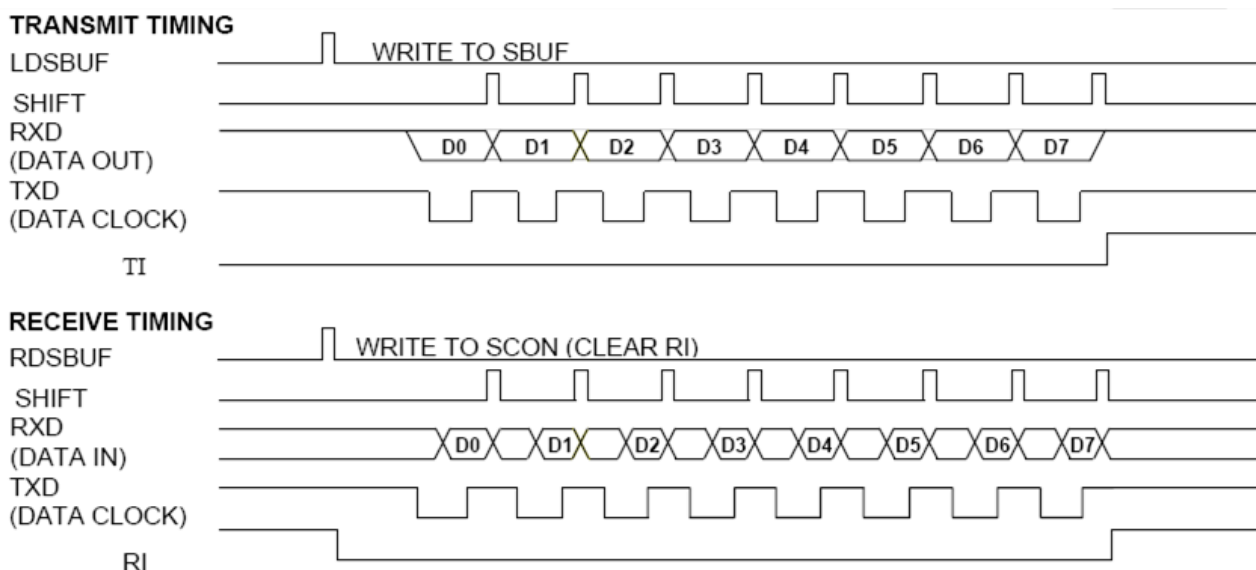 TRANSMIT TIMING
LDSBUF WRITE TO SBUF
SHIFT
RXD
(DATA OUT) D0 D1 D2 D3 D4 D5 D6 D7
TXD
(DATA CLOCK)
TI
RECEIVE TIMING
RDSBUF WRITE TO SCON (CLEAR RI)
SHIFT
RXD
(DATA IN) D0 D1 D2 D3 D4 D5 D6 D7
TXD
(DATA CLOCK)
RI